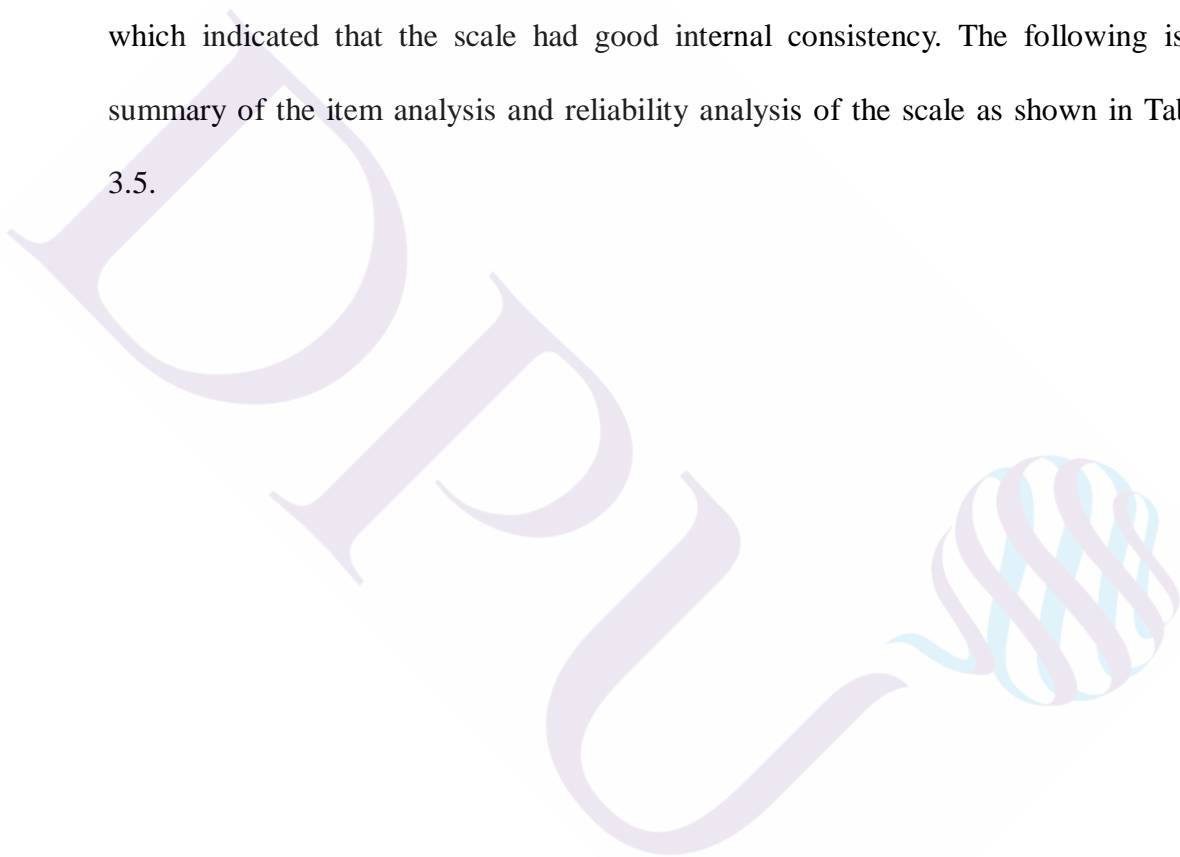 which indicated that the scale had good internal consistency. The following is
summary of the item analysis and reliability analysis of the scale as shown in
3.5.
DPU